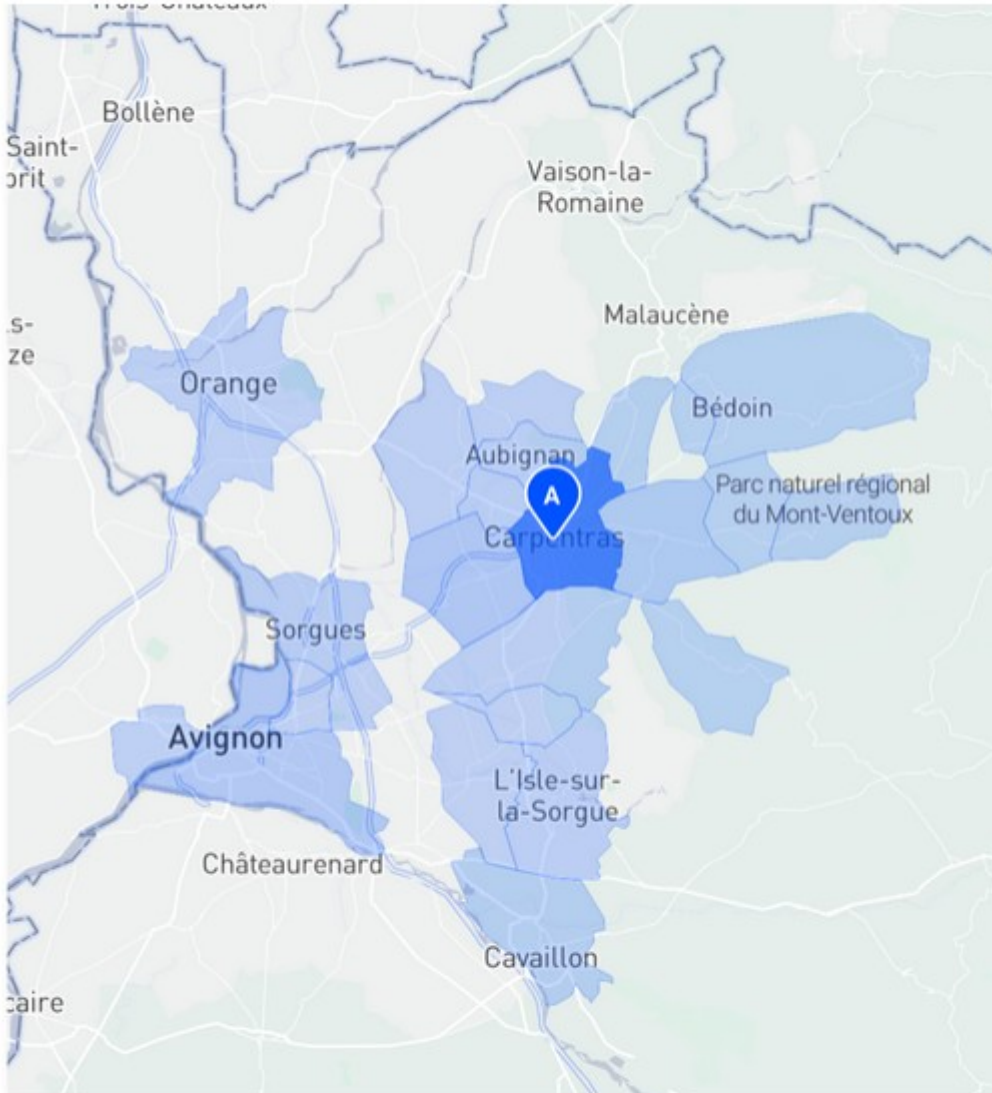 Bollène
Saint-
Vaison-la-
Romaine
Malaucène
Orange
Bédoin
Aubignan
A
Parc naturel régional
du Mont-Ventoux
Carpentras
Sorgues
Avignon
L'Isle-sur-
la-Sorgue
Châteaurenard
Cavaillon
caire